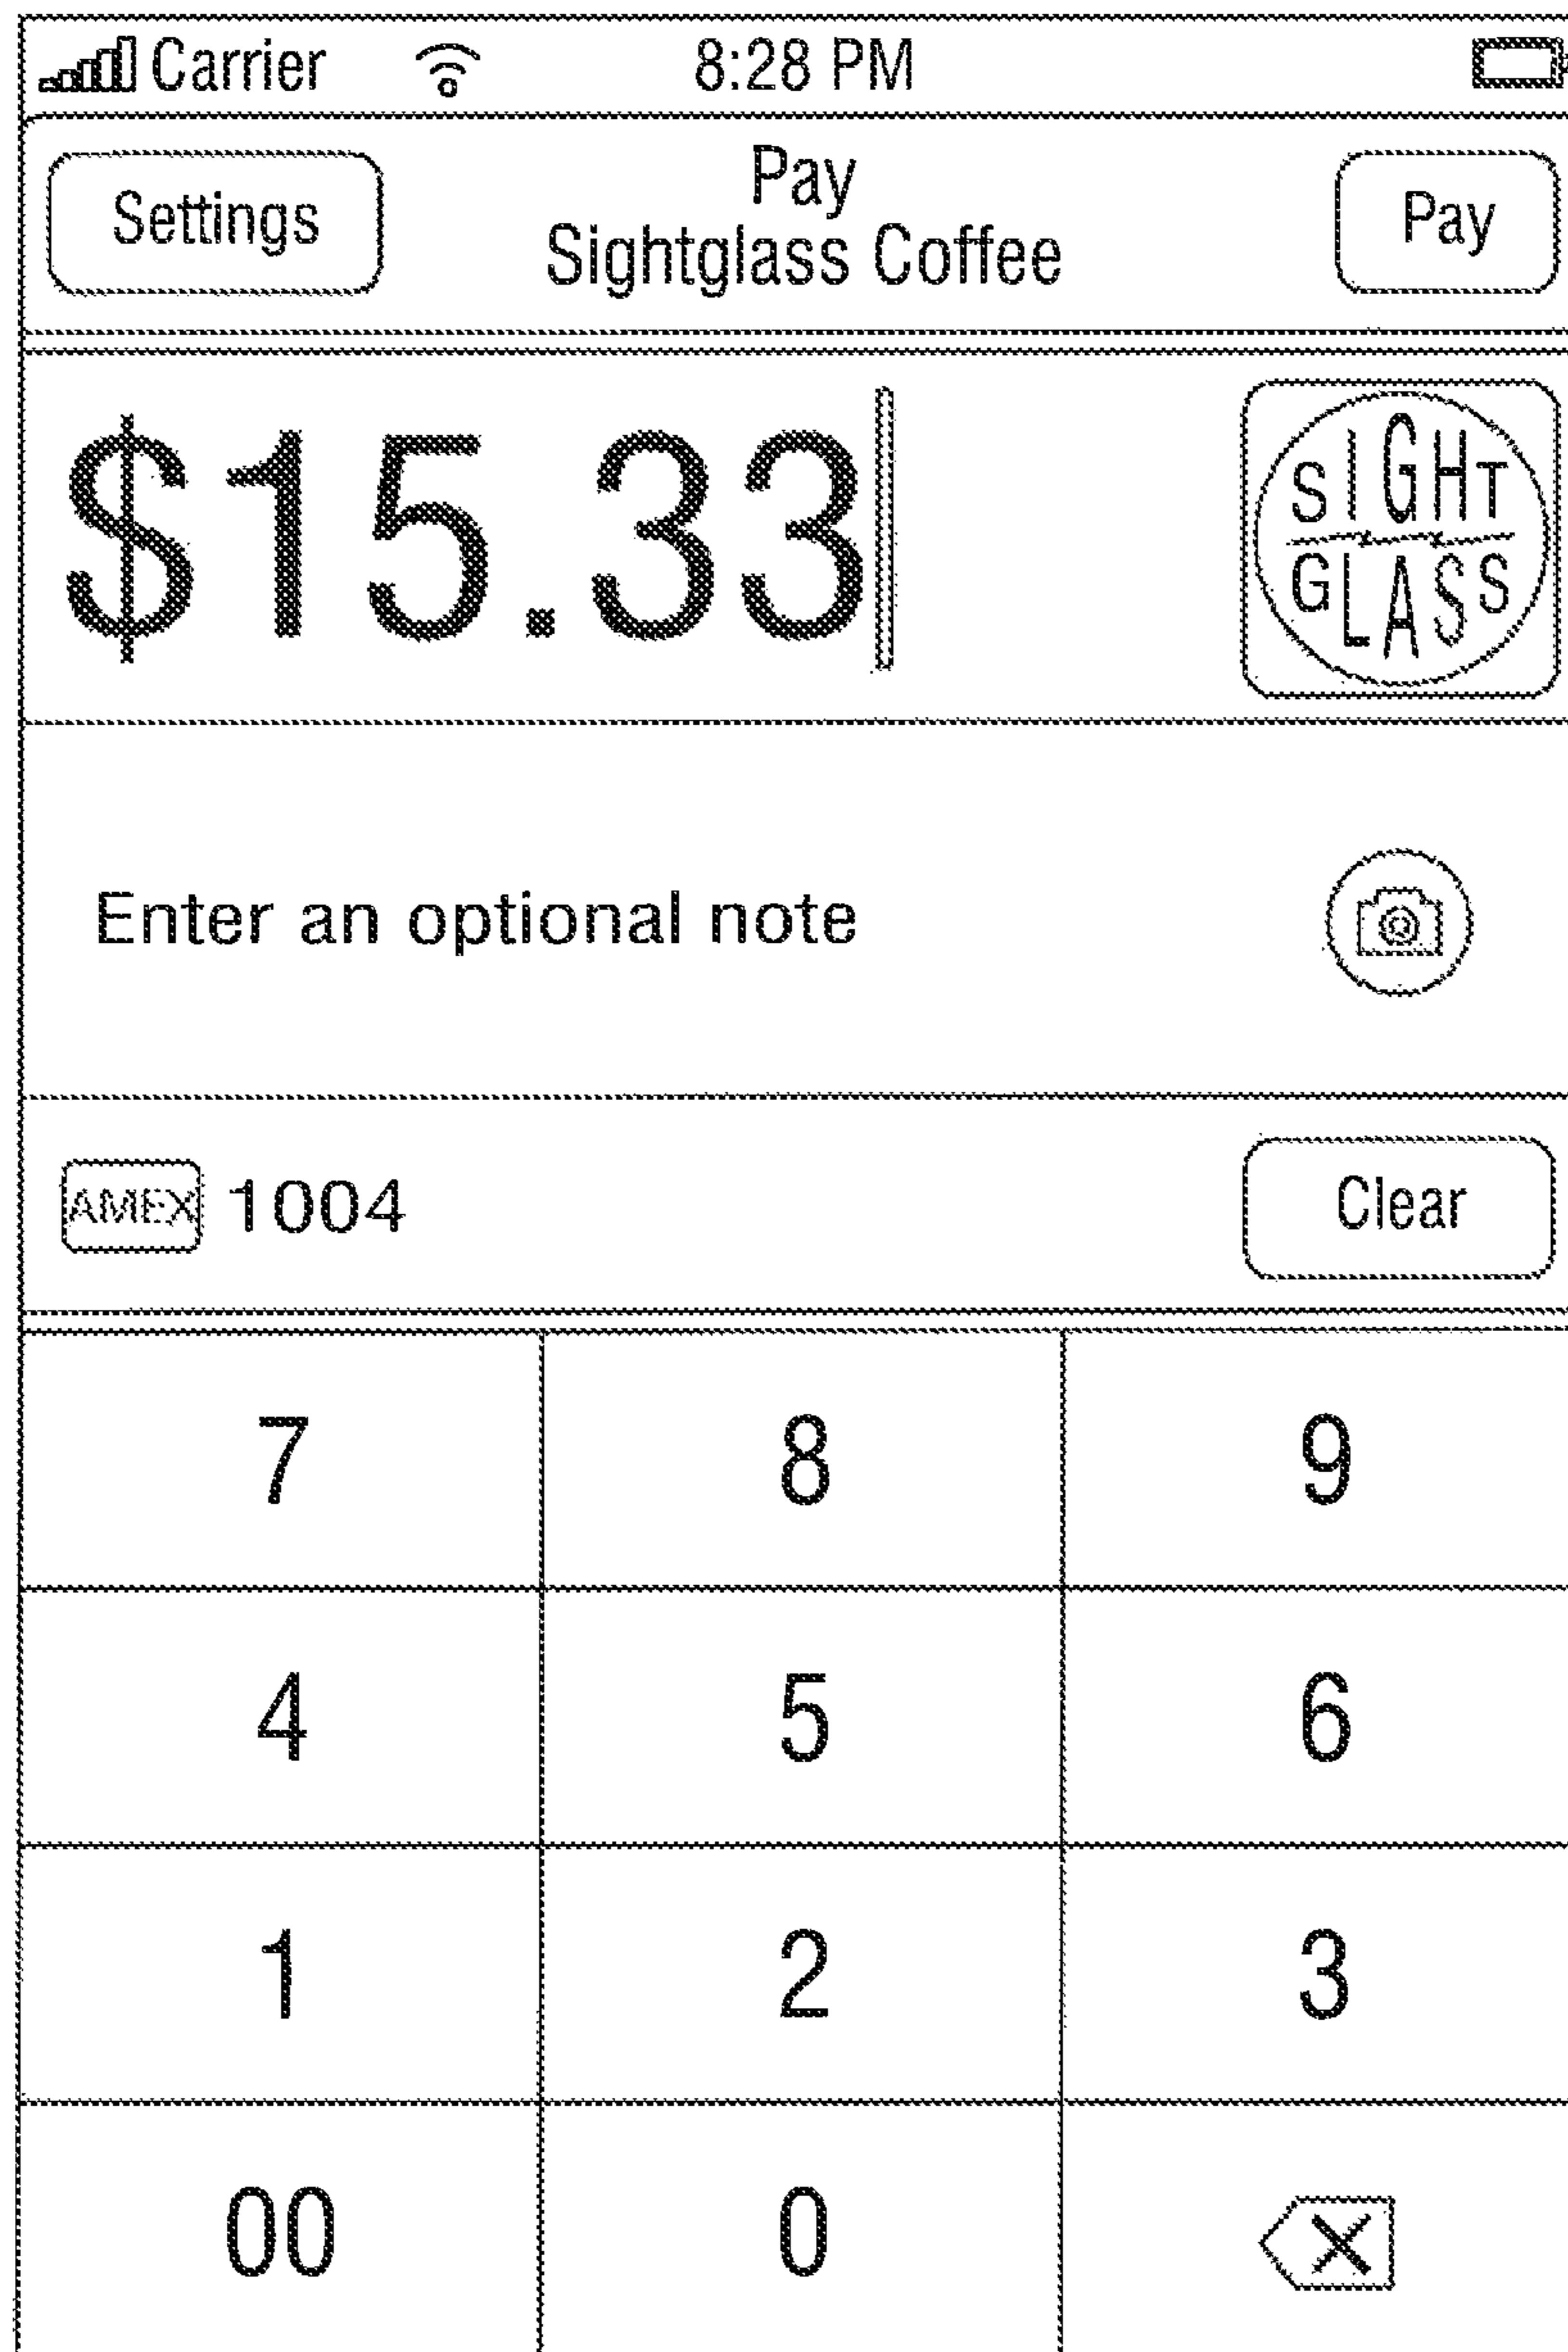 Carrier 8:28 PM
Settings Pay Pay
Sightglass Coffee
$15.33
SIGHT
GLASS
Enter an optional note
AMEX 1004 Clear
7 8 9
4 5 6
1 2 3
00 0 X